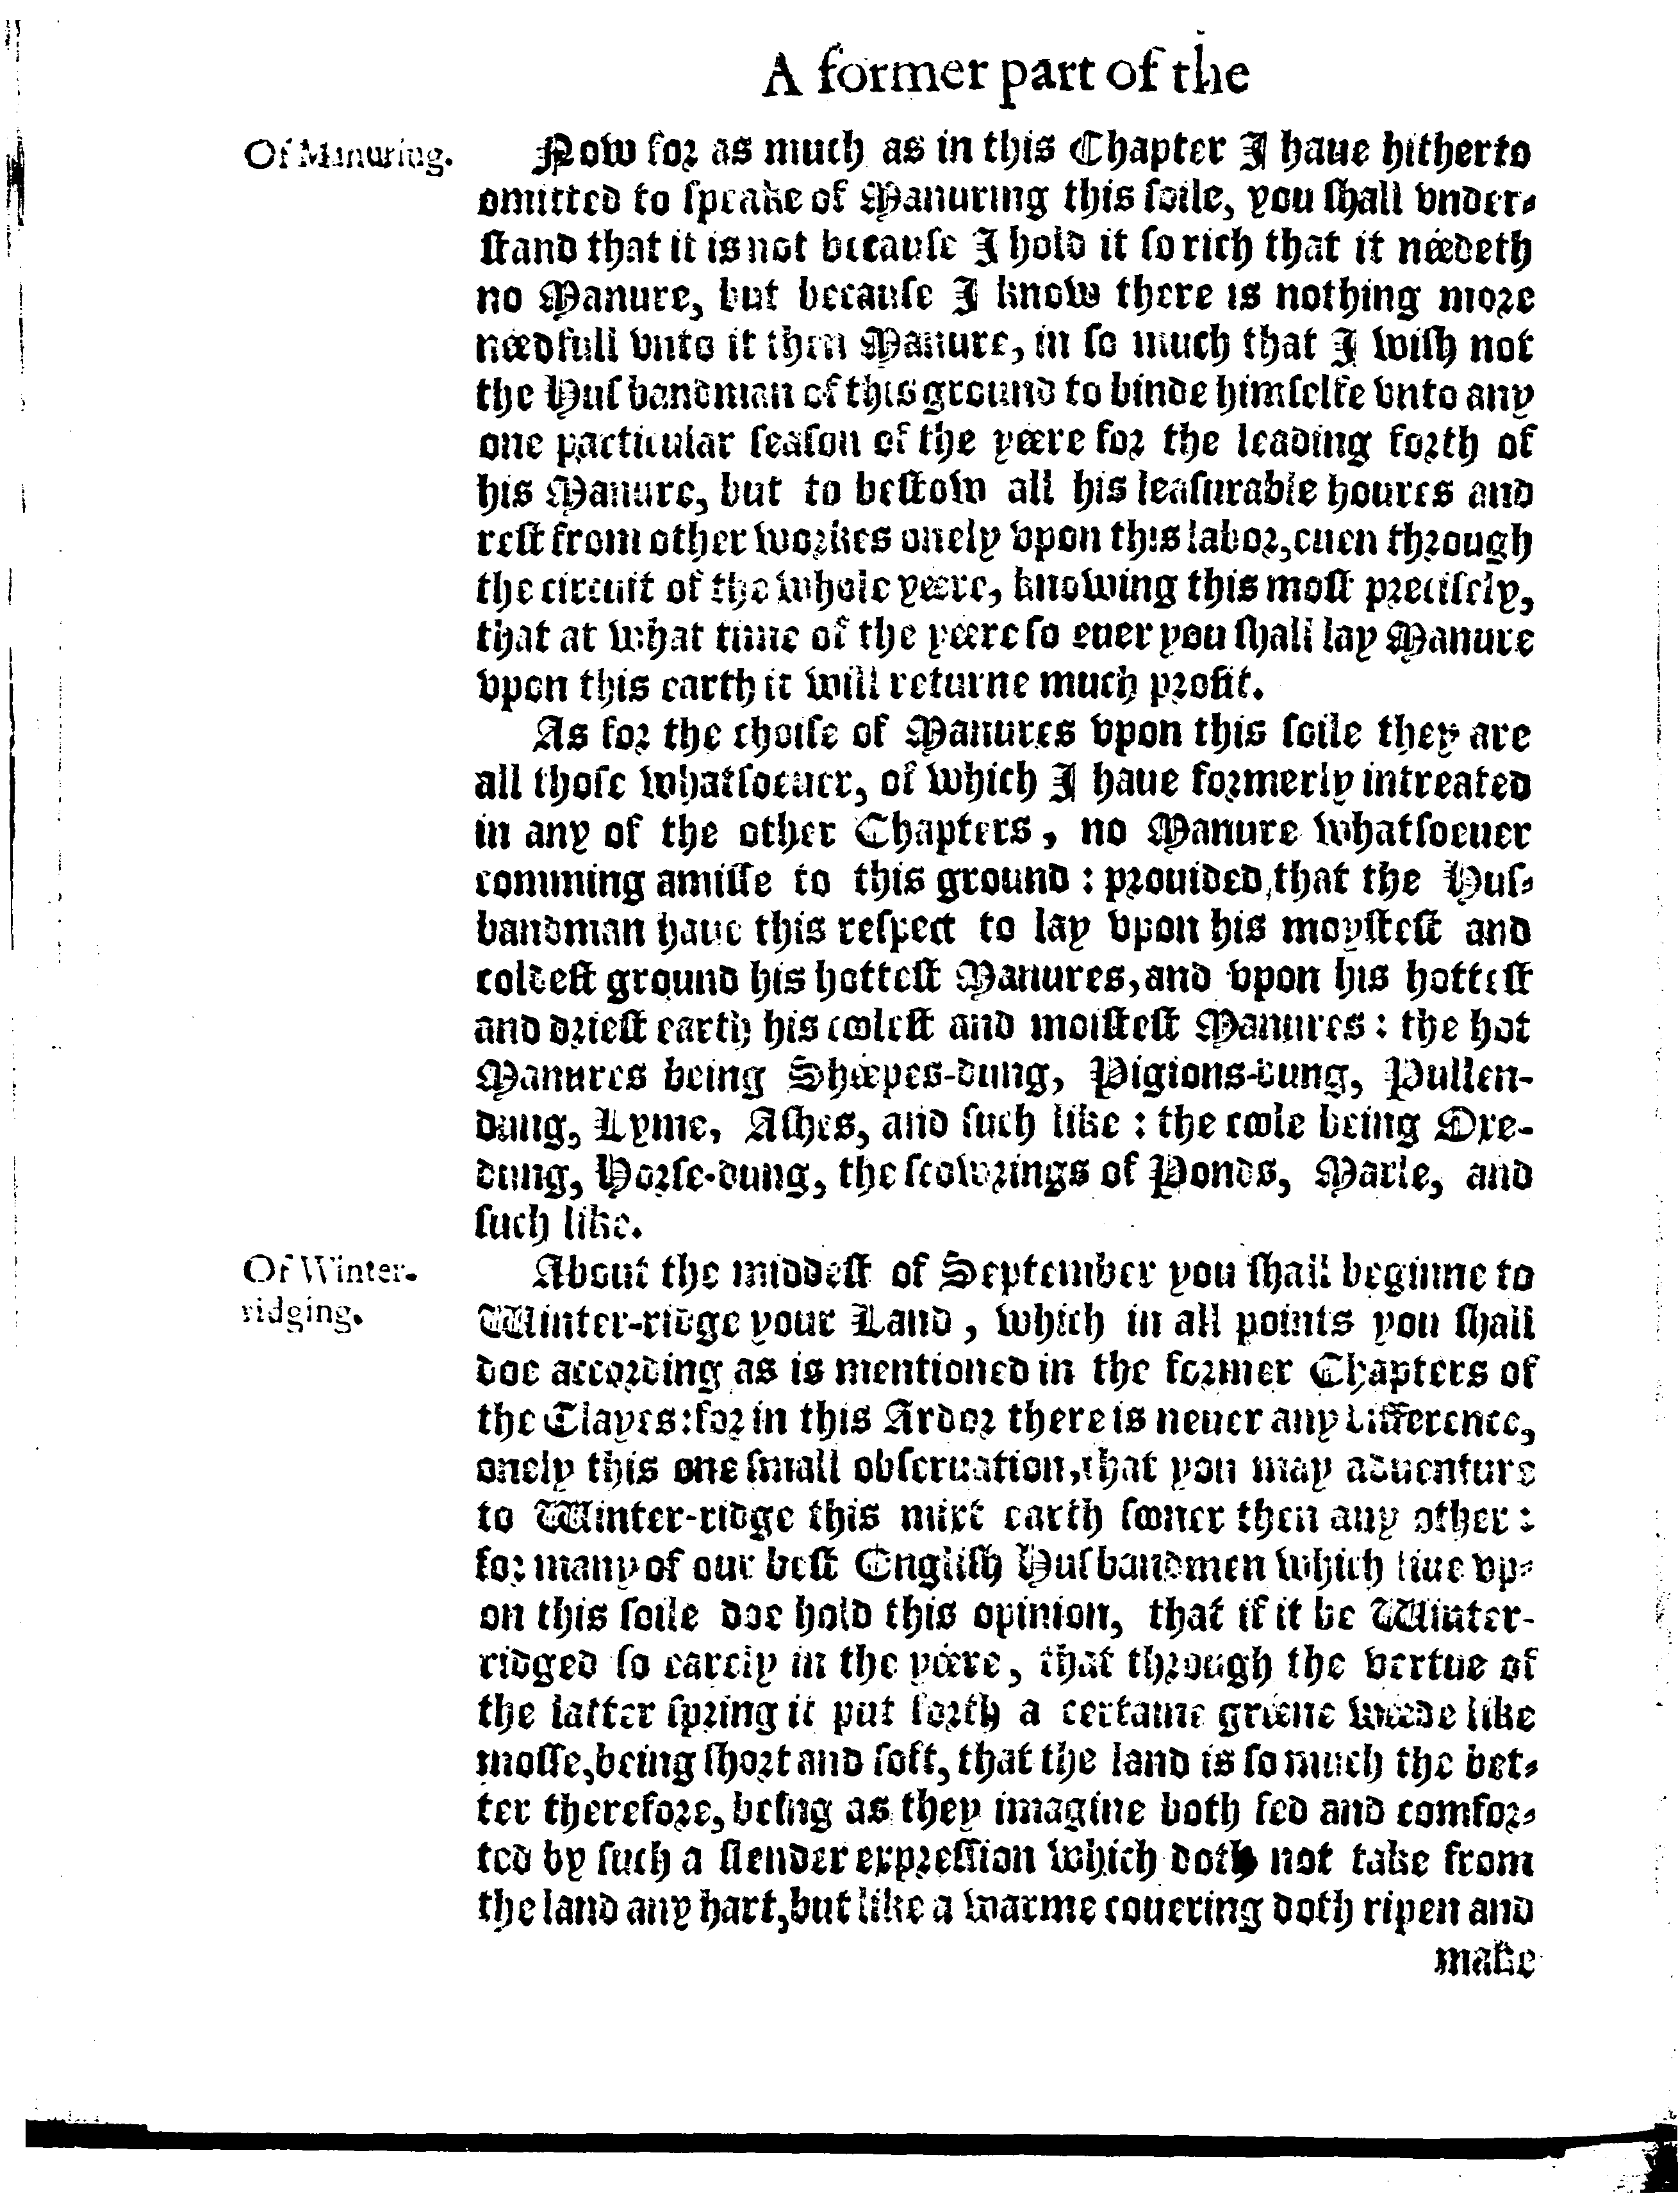 A former part of the
Of Manuring.
Now for as much as in this Chapter I haue hitherto
omitted to ſpeake of Manuring this ſoile, you ſhall vnder-
ſtand that it is not becauſe I hold it ſo rich that it néedeth
no Manure, but becauſe I know there is nothing more
néedfull vnto it then Manure, in ſo much that I wiſh not
the Huſbandman of this ground to binde himſelfe vnto any
one particular ſeaſon of the yéere for the leading forth of
his Manure, but to beſtow all his leaſurable houres and
reſt from other workes onely vpon this labor, euen through
the circuit of the whole yéere, knowing this moſt preciſely,
that at what time of the yéere ſo euer you ſhall lay Manure
vpon this earth it will returne much profit.
As for the choiſe of Manures vpon this ſoile they are
all thoſe whatſoeuer, of which I haue formerly intreated
in any of the other Chapters, no Manure whatſoeuer
comming amiſſe to this ground : prouided, that the Huſ-
bandman haue this reſpect to lay vpon his moyſteſt and
coldeſt ground his hotteſt Manures, and vpon his hotteſt
and drieſt earth his cooleſt and moiſteſt Manures : the hot
Manures being Shéepes-dung, Pigions-dung, Pullen-
dung, Lyme, Aſhes, and ſuch like : the coole being Oxe-
dung, Horſe-dung, the ſcowrings of Ponds, Marle, and
ſuch like.
Of Winter-
ridging.
About the middeſt of September you ſhall beginne to
Winter-ridge your Land, which in all points you ſhall
doe according as is mentioned in the former Chapters of
the Clayes : for in this Ardor there is neuer any difference,
onely this one ſmall obſeruation, that you may aduenture
to Winter-ridge this mixt earth ſooner then any other :
for many of our beſt Engliſh Huſbandmen which liue vp-
on this ſoile doe hold this opinion, that if it be Winter-
ridged ſo earely in the yéere, that through the vertue of
the latter ſpring it put forth a certaine gréene wéede like
moſſe, being ſhort and ſoft, that the land is ſo much the bet-
ter therefore, being as they imagine both fed and comfor-
ted by ſuch a ſlender expreſſion which doth not take from
the land any hart, but like a warme couering doth ripen and
make